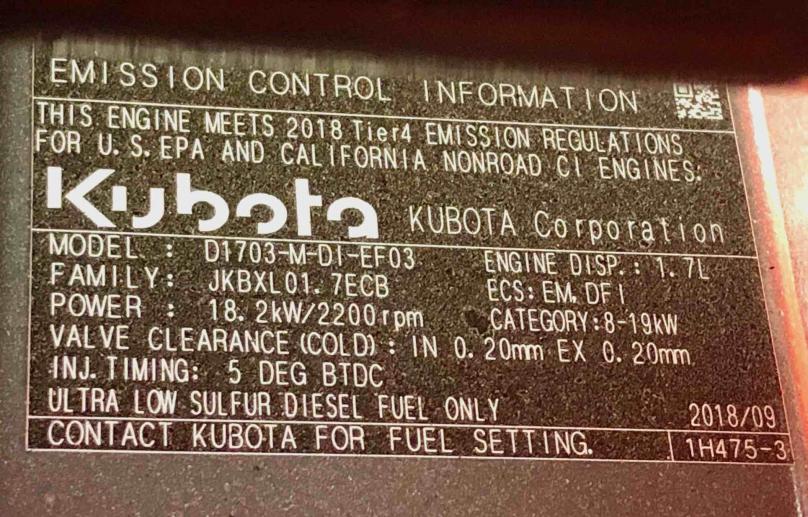 EMISSION CONTROL INFORMATION
THIS ENGINE MEETS 2018 Tier4 EMISSION REGULATIONS
FOR U.S.EPA AND CALIFORNIA NONROAD CI ENGINES.
Kubota KUBOTA Corporation
MODEL : D1703-M-DI-EF03 ENGINE DISP.: 1.7L
FAMILY: JKBXL01.7ECB ECS: EM, DFI
POWER : 18.2kW/2200rpm CATEGORY:8-19kW
VALVE CLEARANCE (COLD) : IN 0.20mm EX 0.20mm
INJ. TIMING: 5 DEG BTDC
ULTRA LOW SULFUR DIESEL FUEL ONLY 2018/09
CONTACT KUBOTA FOR FUEL SETTING. 1H475-3